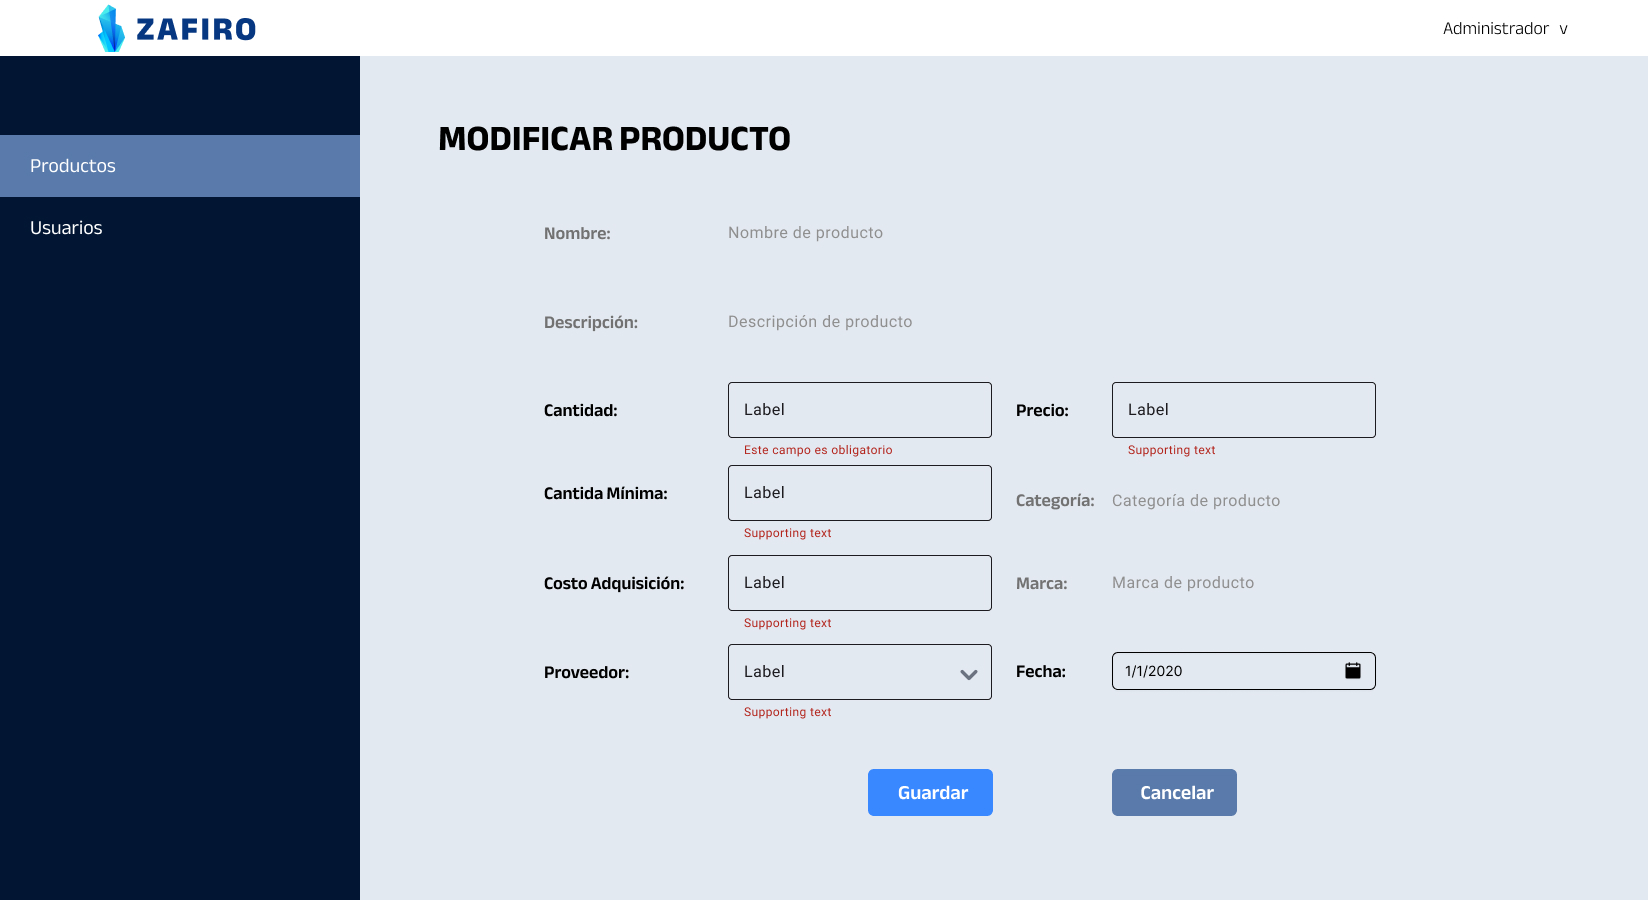 ZAFIRO
Administrador v
Productos
Usuarios
MODIFICAR PRODUCTO
Nombre: Nombre de producto
Descripción: Descripción de producto
Cantidad: Label Precio: Label
Este campo es obligatorio Supporting text
Cantida Mínima: Label Categoría: Categoría de producto
Supporting text
Costo Adquisición: Label Marca: Marca de producto
Supporting text
Proveedor: Label Fecha: 1/1/2020
Supporting text
Guardar Cancelar